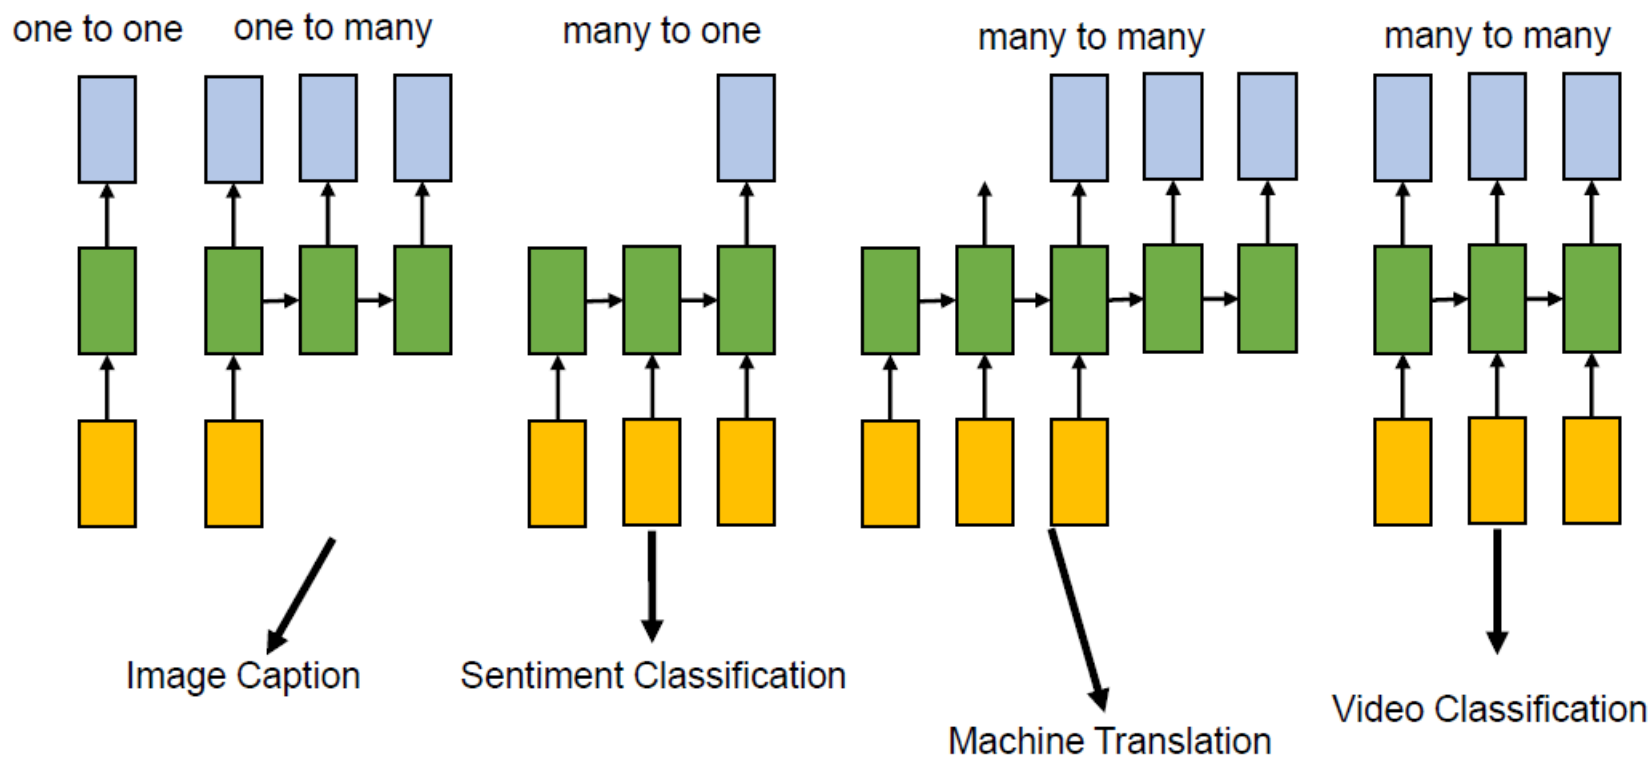 one to one
one to many
many to one
many to many
many to many
Image Caption
Sentiment Classification
Machine Translation
Video Classification